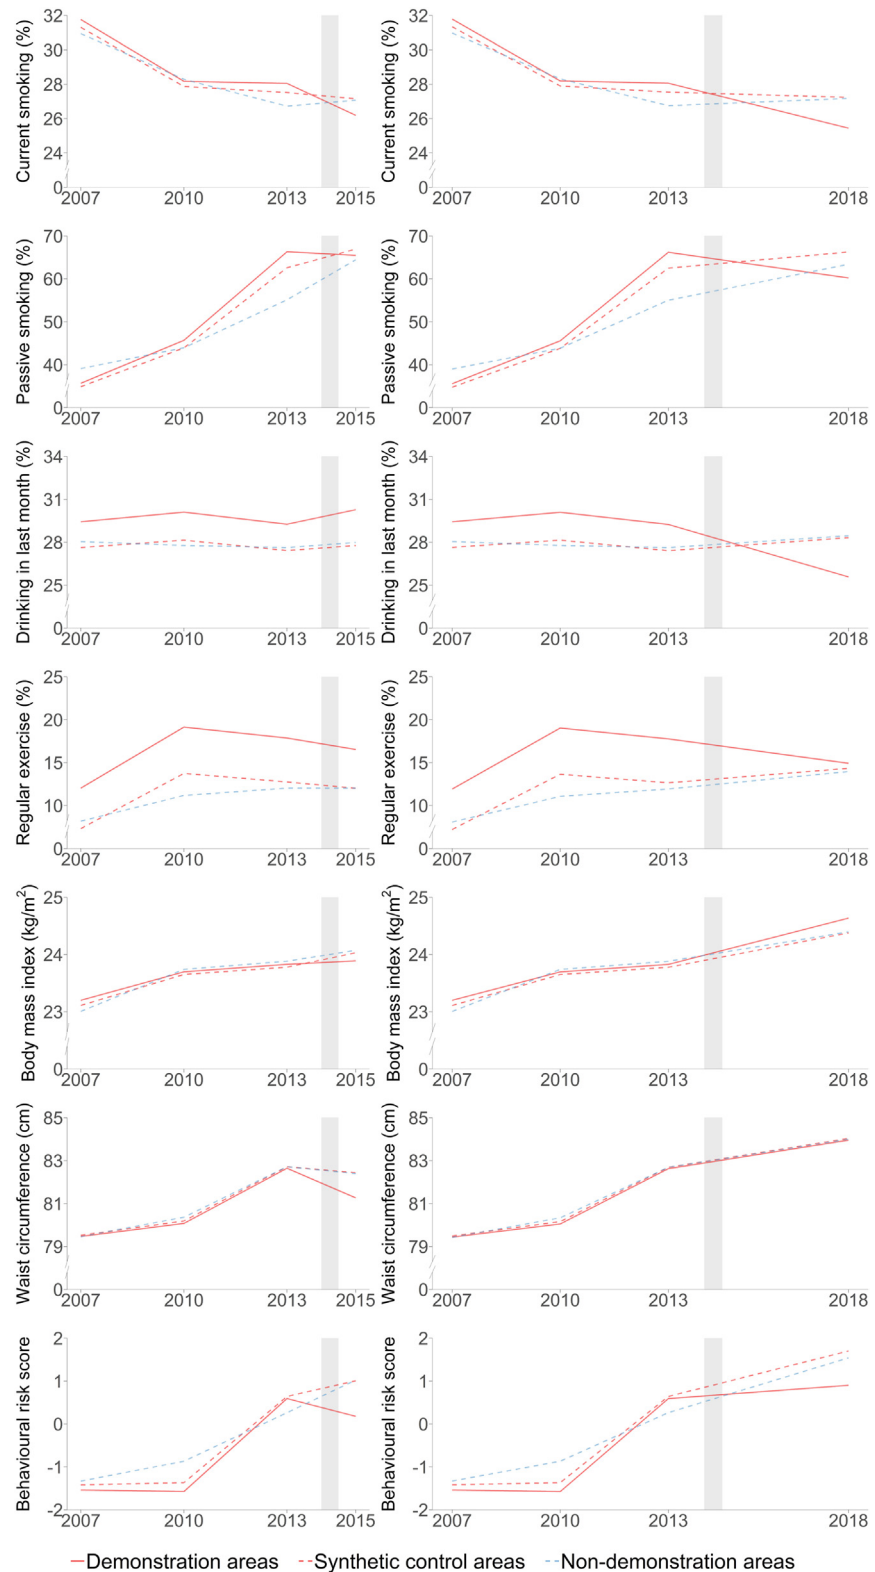 Current smoking (%)
32
30
28
26
24
0
2007 2010 2013 2015
Current smoking (%)
32
30
28
26
24
0
2007 2010 2013 2018
Passive smoking (%)
70
60
50
40
0
2007 2010 2013 2015
Passive smoking (%)
70
60
50
40
0
2007 2010 2013 2018
Drinking in last month (%)
34
31
28
25
0
2007 2010 2013 2015
Drinking in last month (%)
34
31
28
25
0
2007 2010 2013 2018
Regular exercise (%)
25
20
15
10
0
2007 2010 2013 2015
Regular exercise (%)
25
20
15
10
0
2007 2010 2013 2018
Body mass index (kg/m²)
25
24
23
0
2007 2010 2013 2015
Body mass index (kg/m²)
25
24
23
0
2007 2010 2013 2018
Waist circumference (cm)
85
83
81
79
0
2007 2010 2013 2015
Waist circumference (cm)
85
83
81
79
0
2007 2010 2013 2018
Behavioural risk score
2
1
0
-1
-2
2007 2010 2013 2015
Behavioural risk score
2
1
0
-1
-2
2007 2010 2013 2018
Demonstration areas Synthetic control areas Non-demonstration areas